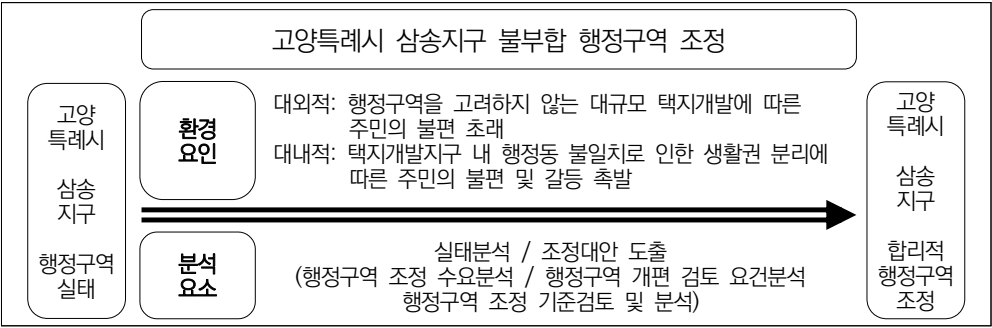 고양특례시 삼송지구 불부합 행정구역 조정
고양
특례시
삼송
지구
행정구역
실태
환경
요인
대외적: 행정구역을 고려하지 않는 대규모 택지개발에 따른
주민의 불편 초래
대내적: 택지개발지구 내 행정동 불일치로 인한 생활권 분리에
따른 주민의 불편 및 갈등 촉발
분석
요소
실태분석 / 조정대안 도출
(행정구역 조정 수요분석 / 행정구역 개편 검토 요건분석
행정구역 조정 기준검토 및 분석)
고양
특례시
삼송
지구
합리적
행정구역
조정